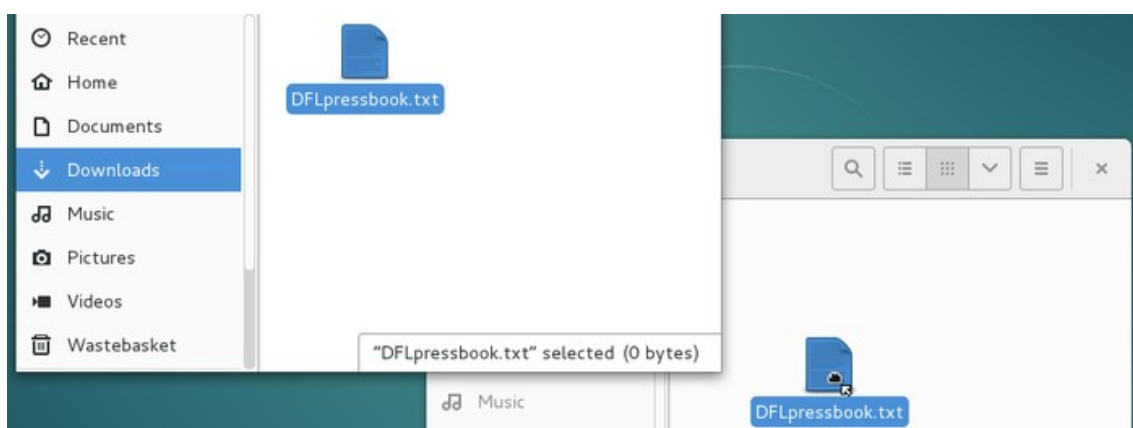 Recent
Home
Documents
Downloads
Music
Pictures
Videos
Wastebasket
DFLpressbook.txt
"DFLpressbook.txt" selected (0 bytes)
Music
DFLpressbook.txt